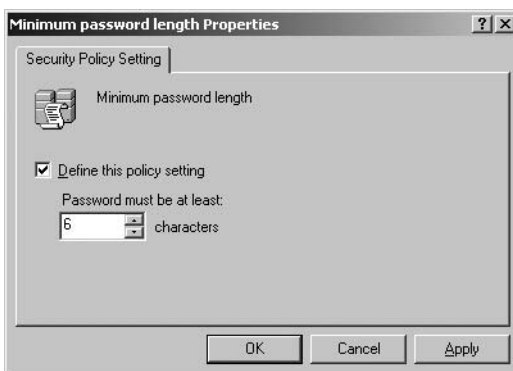 Minimum password length Properties
Security Policy Setting
Minimum password length
Define this policy setting
Password must be at least:
6 characters
OK Cancel Apply